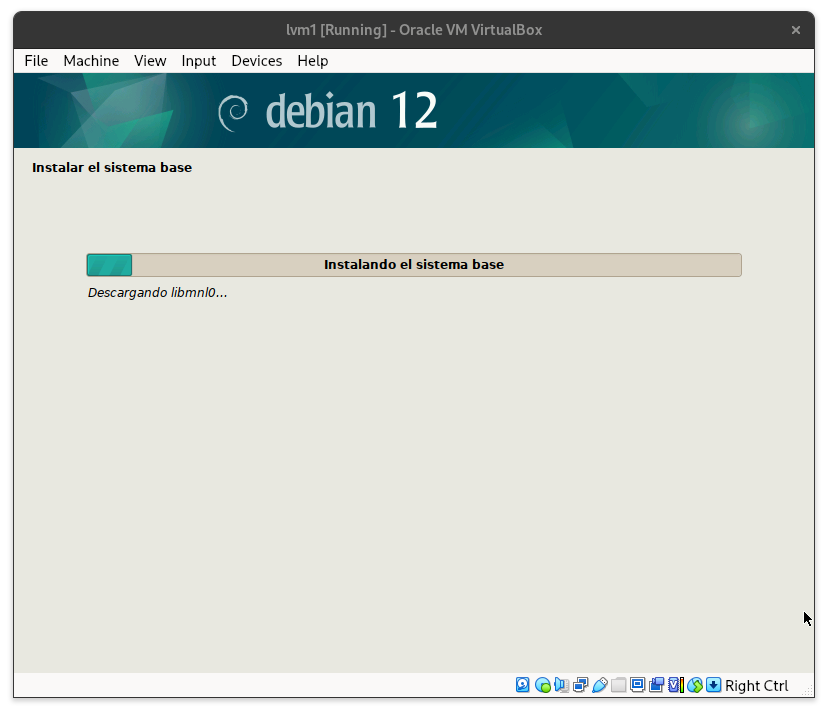 lvm1 [Running] - Oracle VM VirtualBox
File Machine View Input Devices Help
debian 12
Instalar el sistema base
Instalando el sistema base
Descargando libmnl0...
Right Ctrl